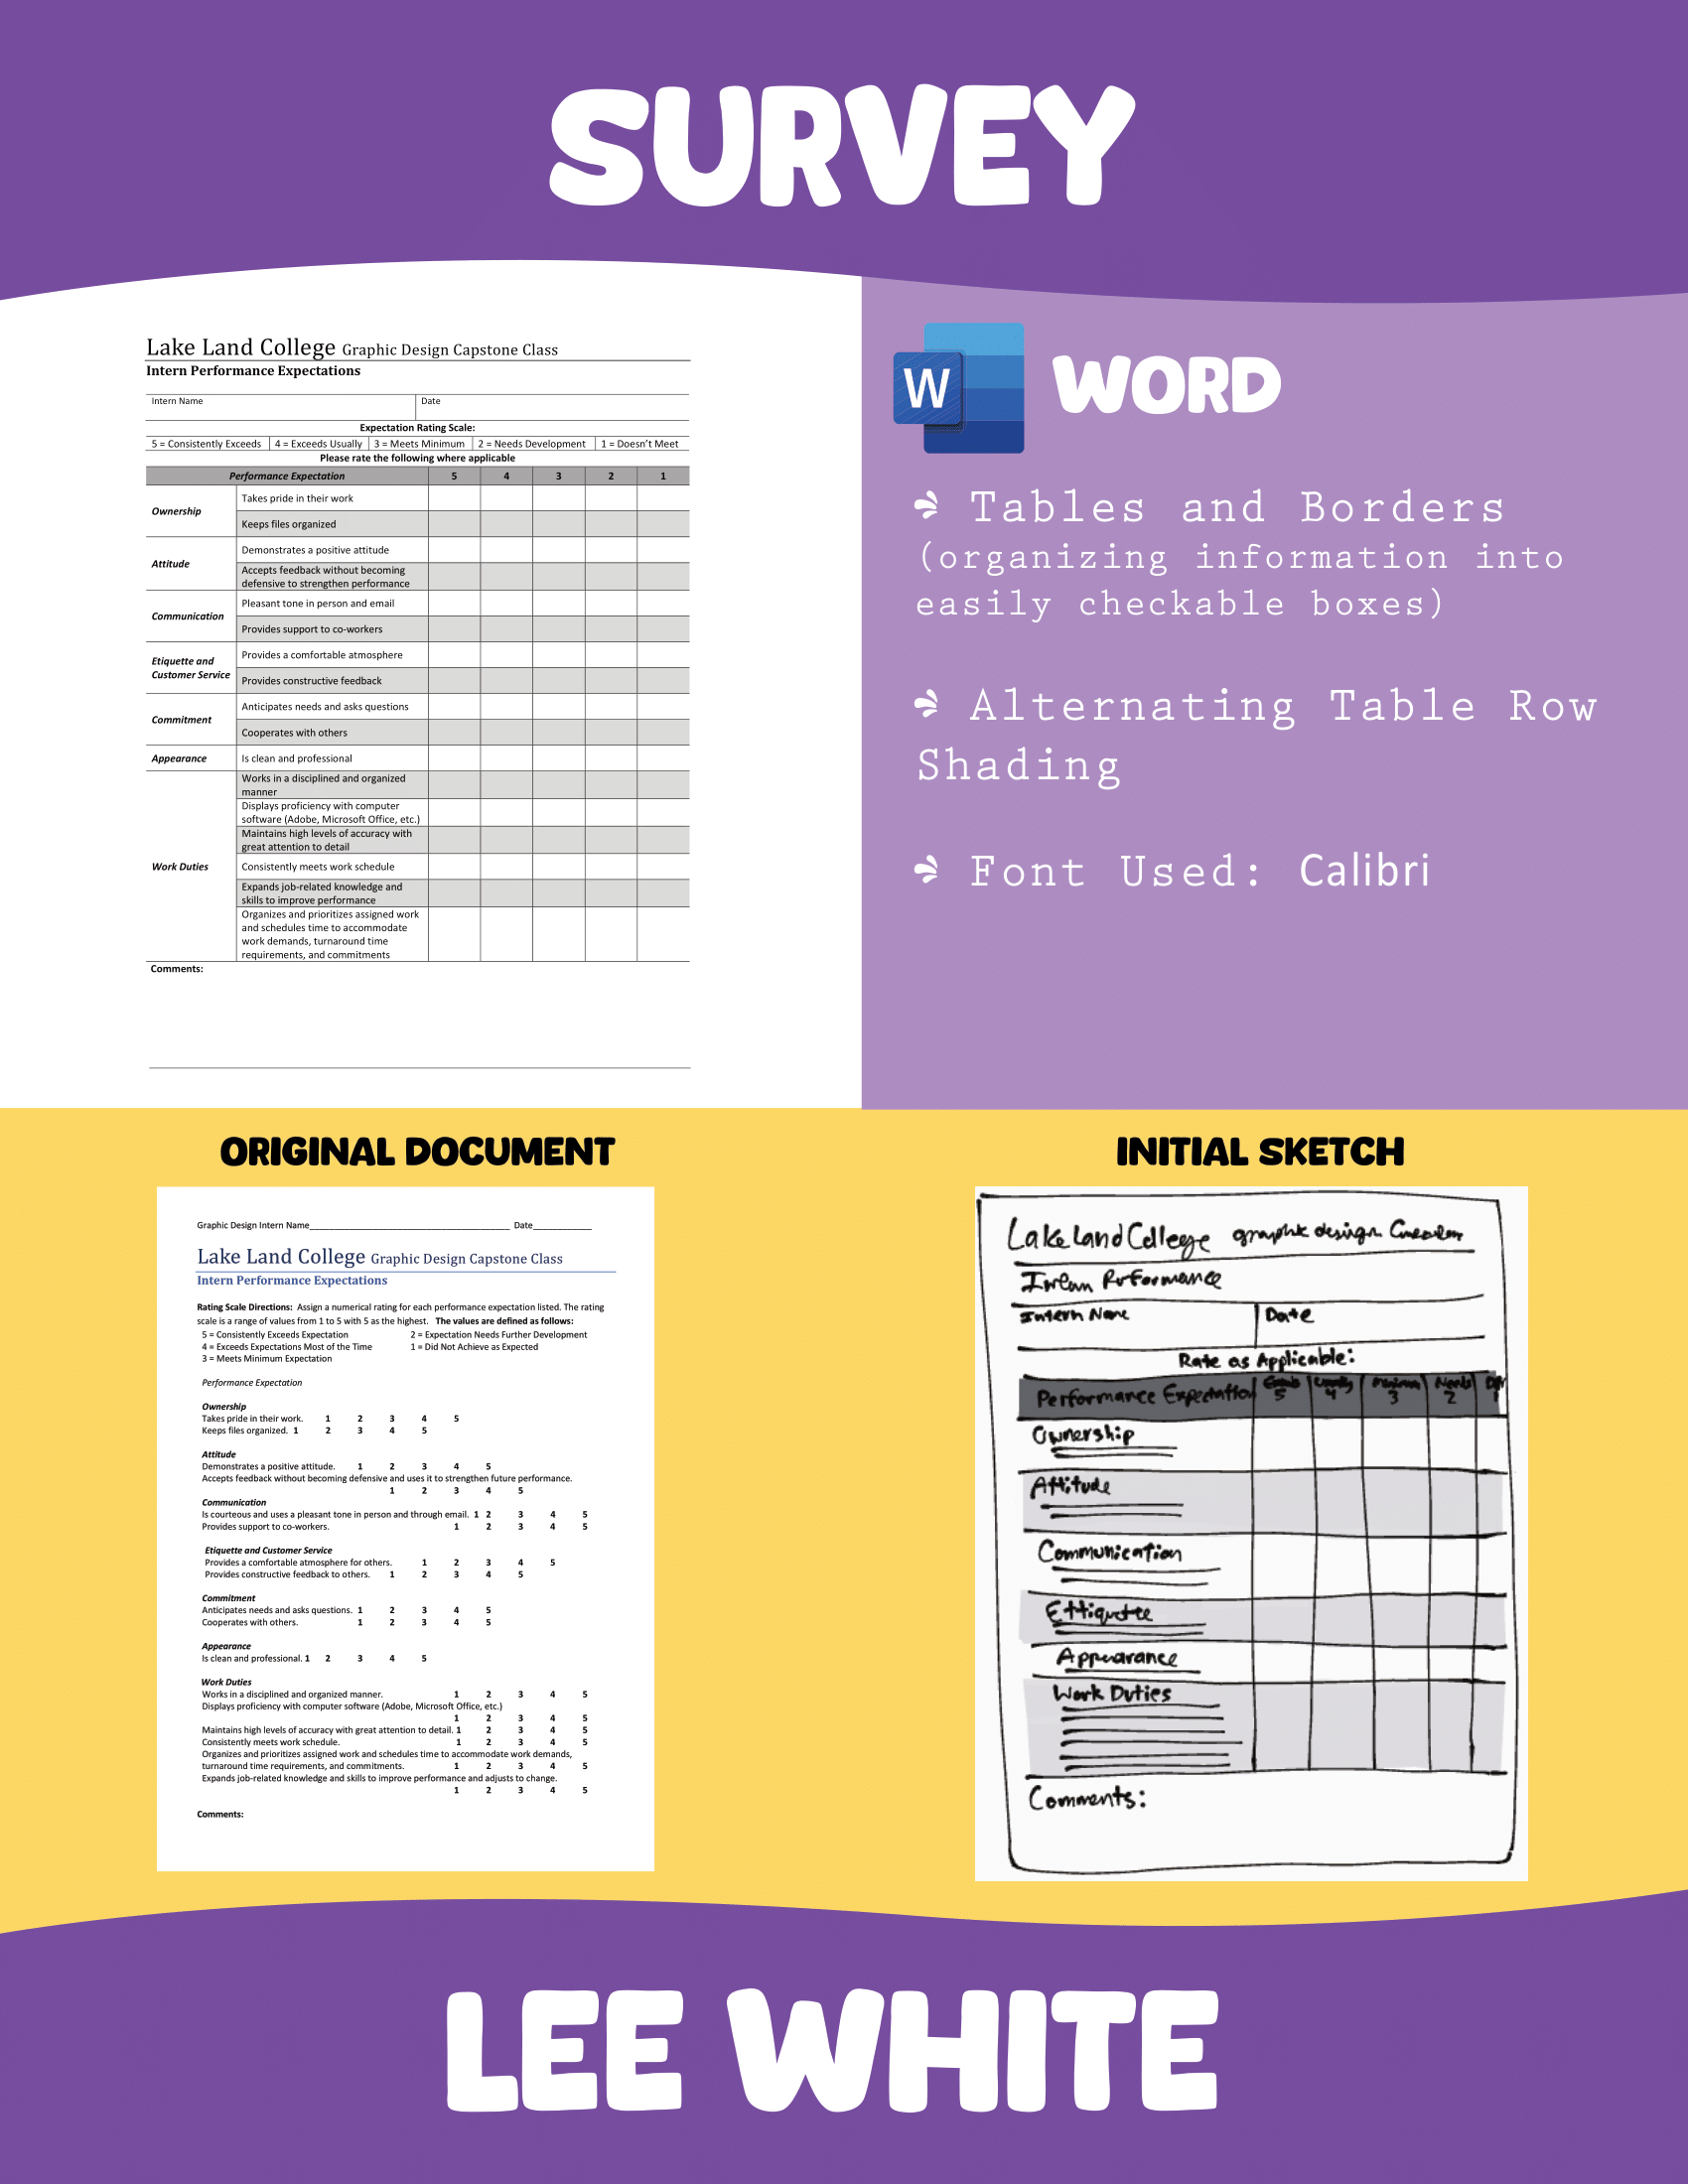 SURVEY
Lake Land College Graphic Design Capstone Class
Intern Performance Expectations
Intern Name Date
Expectation Rating Scale:
5 = Consistently Exceeds 4 = Exceeds Usually 3 = Meets Minimum 2 = Needs Development 1 = Doesn't Meet
Please rate the following where applicable
Performance Expectation 5 4 3 2 1
Ownership
Takes pride in their work
Keeps files organized
Attitude
Demonstrates a positive attitude
Accepts feedback without becoming
defensive to strengthen performance
Communication
Pleasant tone in person and email
Provides support to co-workers
Etiquette and
Customer Service
Provides a comfortable atmosphere
Provides constructive feedback
Commitment
Anticipates needs and asks questions
Cooperates with others
Appearance
Is clean and professional
Work Duties
Works in a disciplined and organized
manner
Displays proficiency with computer
software (Adobe, Microsoft Office, etc.)
Maintains high levels of accuracy with
great attention to detail
Consistently meets work schedule
Expands job-related knowledge and
skills to improve performance
Organizes and prioritizes assigned work
and schedules time to accommodate
work demands, turnaround time
requirements, and commitments
Comments:
W WORD
Tables and Borders
(organizing information into
easily checkable boxes)
Alternating Table Row
Shading
Font Used: Calibri
ORIGINAL DOCUMENT
Graphic Design Intern Name Date
Lake Land College Graphic Design Capstone Class
Intern Performance Expectations
Rating Scale Directions: Assign a numerical rating for each performance expectation listed. The rating
scale is a range of values from 1 to 5 with 5 as the highest. The values are defined as follows:
5 = Consistently Exceeds Expectation 2 = Expectation Needs Further Development
4 = Exceeds Expectations Most of the Time 1 = Did Not Achieve as Expected
3 = Meets Minimum Expectation
Performance Expectation
Ownership
Takes pride in their work. 1 2 3 4 5
Keeps files organized. 1 2 3 4 5
Attitude
Demonstrates a positive attitude. 1 2 3 4 5
Accepts feedback without becoming defensive and uses it to strengthen future performance.
1 2 3 4 5
Communication
Is courteous and uses a pleasant tone in person and through email. 1 2 3 4 5
Provides support to co-workers. 1 2 3 4 5
Etiquette and Customer Service
Provides a comfortable atmosphere for others. 1 2 3 4 5
Provides constructive feedback to others. 1 2 3 4 5
Commitment
Anticipates needs and asks questions. 1 2 3 4 5
Cooperates with others. 1 2 3 4 5
Appearance
Is clean and professional. 1 2 3 4 5
Work Duties
Works in a disciplined and organized manner. 1 2 3 4 5
Displays proficiency with computer software (Adobe, Microsoft Office, etc.)
1 2 3 4 5
Maintains high levels of accuracy with great attention to detail. 1 2 3 4 5
Consistently meets work schedule. 1 2 3 4 5
Organizes and prioritizes assigned work and schedules time to accommodate work demands,
turnaround time requirements, and commitments. 1 2 3 4 5
Expands job-related knowledge and skills to improve performance and adjusts to change.
1 2 3 4 5
Comments:
INITIAL SKETCH
Lake Land College graphic design
Performance
Intern Name Date
Rate as Applicable:
Performance Expectation 5 4 3 2 1
Ownership
Attitude
Communication
Ettiquette
Appearance
Work Duties
Comments:
LEE WHITE